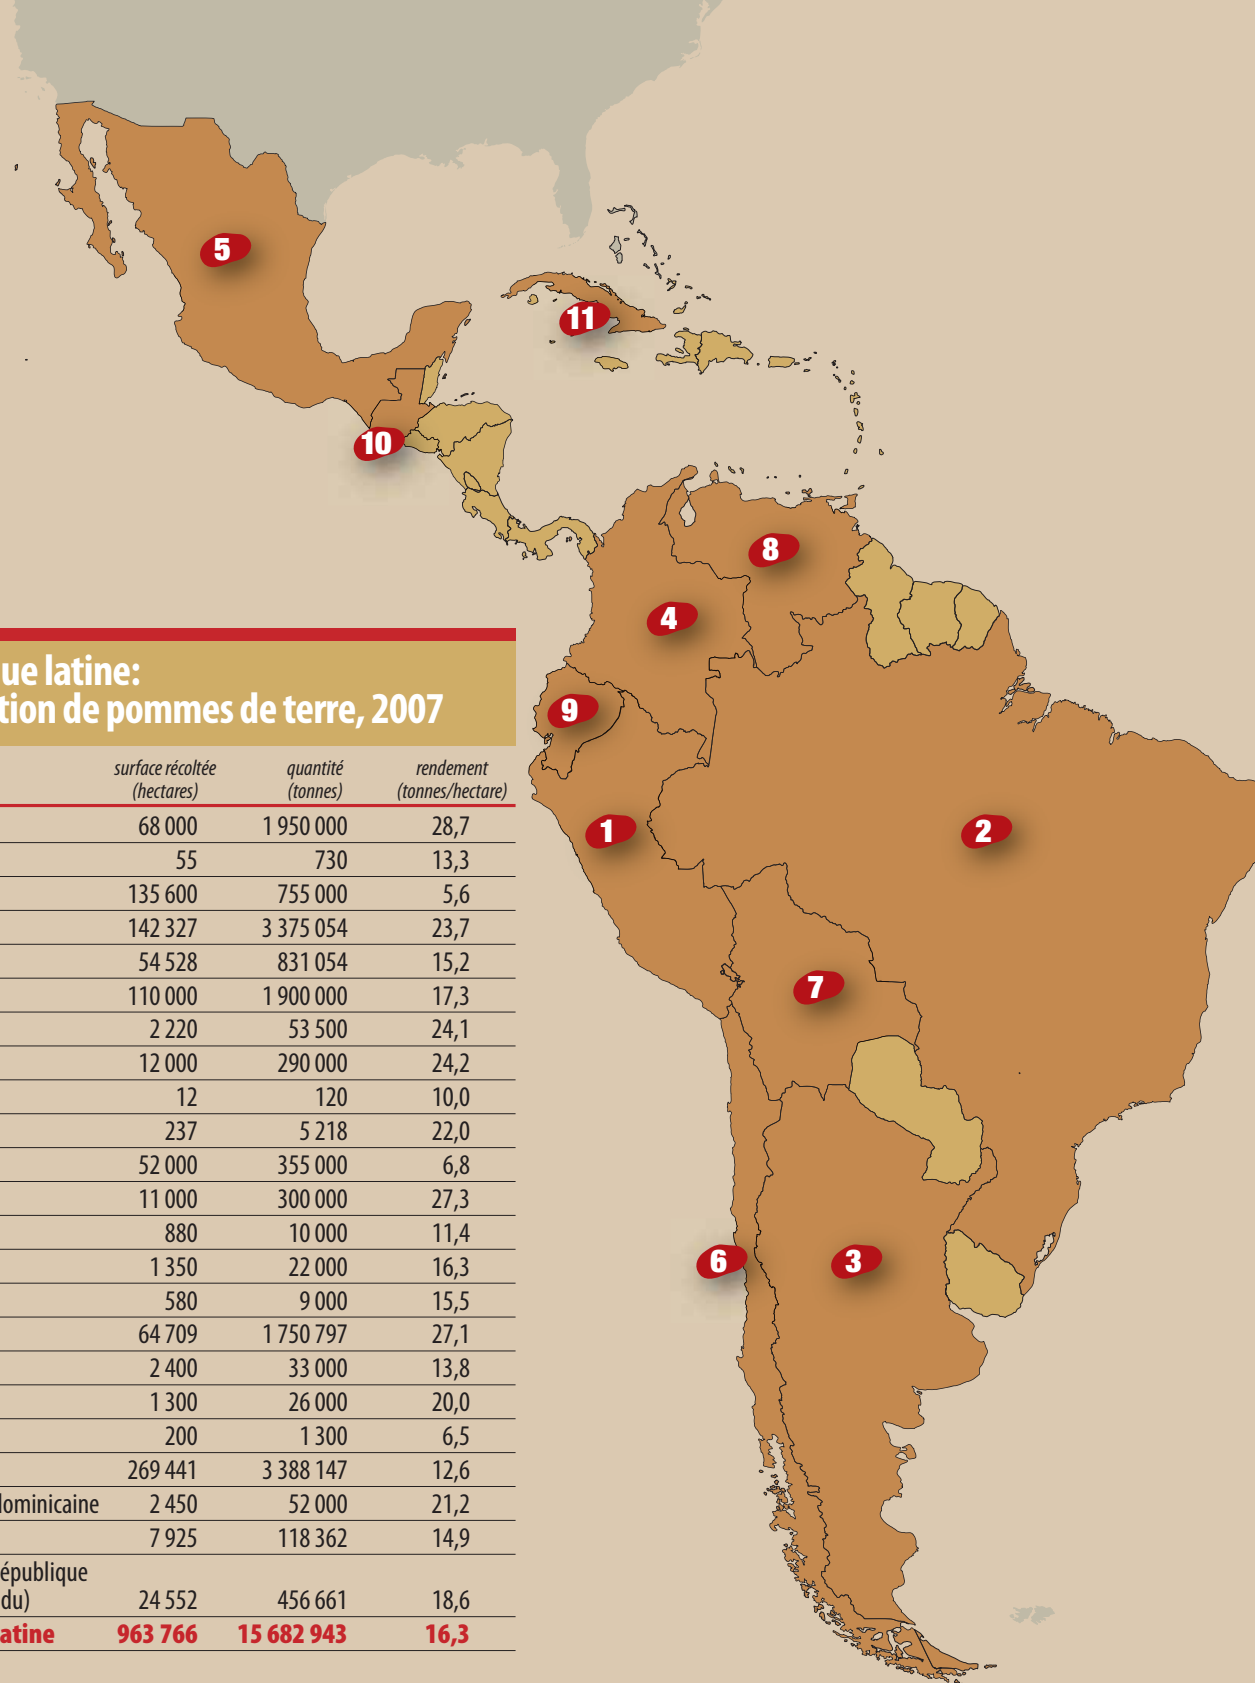 5
11
10
8
4
9
1
2
7
6
3
ue latine:
tion de pommes de terre, 2007
surface récoltée quantité rendement
(hectares) (tonnes) (tonnes/hectare)
68 000 1 950 000 28,7
55 730 13,3
135 600 755 000 5,6
142 327 3 375 054 23,7
54 528 831 054 15,2
110 000 1 900 000 17,3
2 220 53 500 24,1
12 000 290 000 24,2
12 120 10,0
237 5 218 22,0
52 000 355 000 6,8
11 000 300 000 27,3
880 10 000 11,4
1 350 22 000 16,3
580 9 000 15,5
64 709 1 750 797 27,1
2 400 33 000 13,8
1 300 26 000 20,0
200 1 300 6,5
269 441 3 388 147 12,6
dominicaine 2 450 52 000 21,2
7 925 118 362 14,9
épublique
du) 24 552 456 661 18,6
atine 963 766 15 682 943 16,3